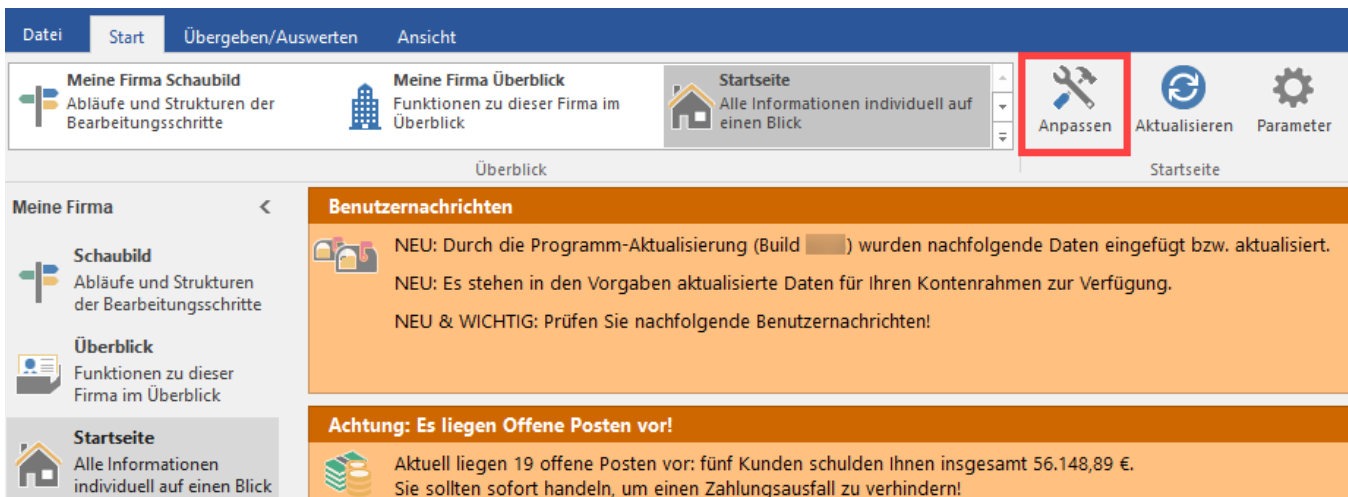 Datei Start Übergeben/Auswerten Ansicht
Meine Firma Schaubild
Abläufe und Strukturen der
Bearbeitungsschritte
Meine Firma Überblick
Funktionen zu dieser Firma im
Überblick
Startseite
Alle Informationen individuell auf
einen Blick
Anpassen
Aktualisieren
Parameter
Überblick
Startseite
Meine Firma
Schaubild
Abläufe und Strukturen
der Bearbeitungsschritte
Überblick
Funktionen zu dieser
Firma im Überblick
Startseite
Alle Informationen
individuell auf einen Blick
Benutzernachrichten
NEU: Durch die Programm-Aktualisierung (Build ) wurden nachfolgende Daten eingefügt bzw. aktualisiert.
NEU: Es stehen in den Vorgaben aktualisierte Daten für Ihren Kontenrahmen zur Verfügung.
NEU & WICHTIG: Prüfen Sie nachfolgende Benutzernachrichten!
Achtung: Es liegen Offene Posten vor!
Aktuell liegen 19 offene Posten vor: fünf Kunden schulden Ihnen insgesamt 56.148,89 €.
Sie sollten sofort handeln, um einen Zahlungsausfall zu verhindern!